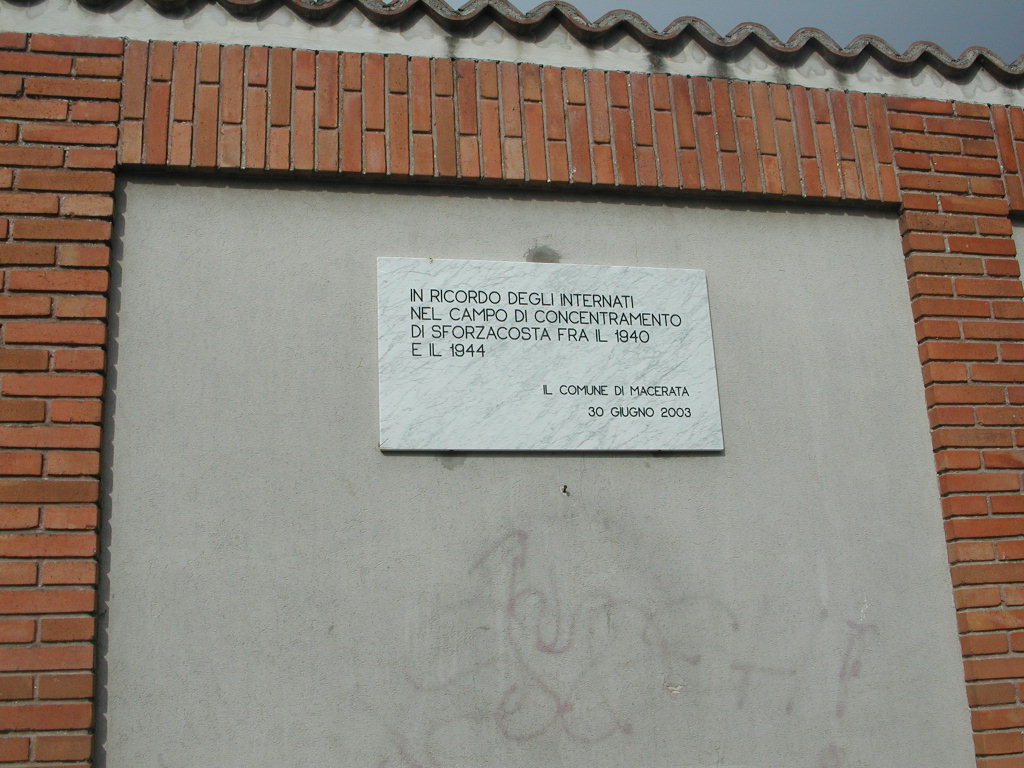 IN RICORDO DEGLI INTERNATI
NEL CAMPO DI CONCENTRAMENTO
DI SFORZACOSTA FRA IL 1940
E IL 1944
IL COMUNE DI MACERATA
30 GIUGNO 2003